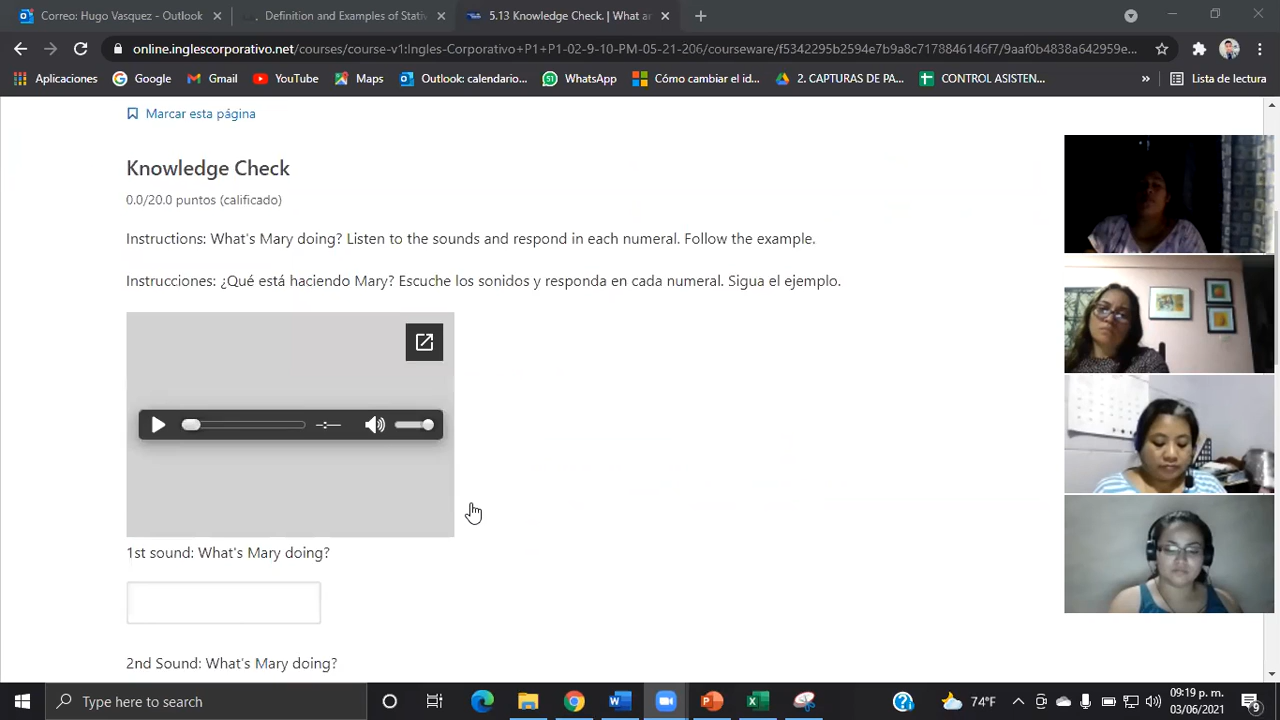 Correo: Hugo Vasquez - Outlook
Definition and Examples of Stativ
5.13 Knowledge Check. | What ar
online.inglescorporativo.net/courses/course-v1:Ingles-Corporativo+P1+P1-02-9-10-PM-05-21-206/courseware/f5342295b2594e7b9a8c7178846146f7/9aaf0b4838a642959e...
Aplicaciones
Google
Gmail
YouTube
Maps
Outlook: calendario...
WhatsApp
Cómo cambiar el id...
2. CAPTURAS DE PA...
CONTROL ASISTEN...
»
Lista de lectura
Marcar esta página
Knowledge Check
0.0/20.0 puntos (calificado)
Instructions: What's Mary doing? Listen to the sounds and respond in each numeral. Follow the example.
Instrucciones: ¿Qué está haciendo Mary? Escuche los sonidos y responda en cada numeral. Sigua el ejemplo.
-:-
1st sound: What's Mary doing?
2nd Sound: What's Mary doing?
Type here to search
74°F
09:19 p. m.
03/06/2021
9